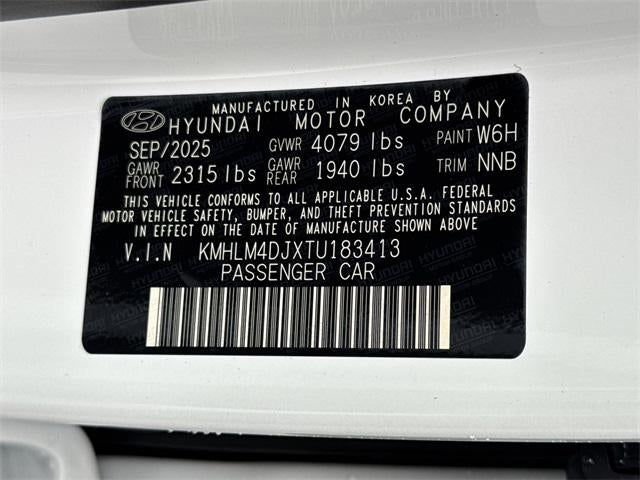 MANUFACTURED IN KOREA BY
HYUNDAI MOTOR COMPANY
SEP/2025 GVWR 4079 lbs PAINT W6H
GAWR FRONT 2315 lbs GAWR REAR 1940 lbs TRIM NNB
THIS VEHICLE CONFORMS TO ALL APPLICABLE U.S.A. FEDERAL
MOTOR VEHICLE SAFETY, BUMPER, AND THEFT PREVENTION STANDARDS
IN EFFECT ON THE DATE OF MANUFACTURE SHOWN ABOVE
V.I.N KMHLM4DJXTU183413
PASSENGER CAR